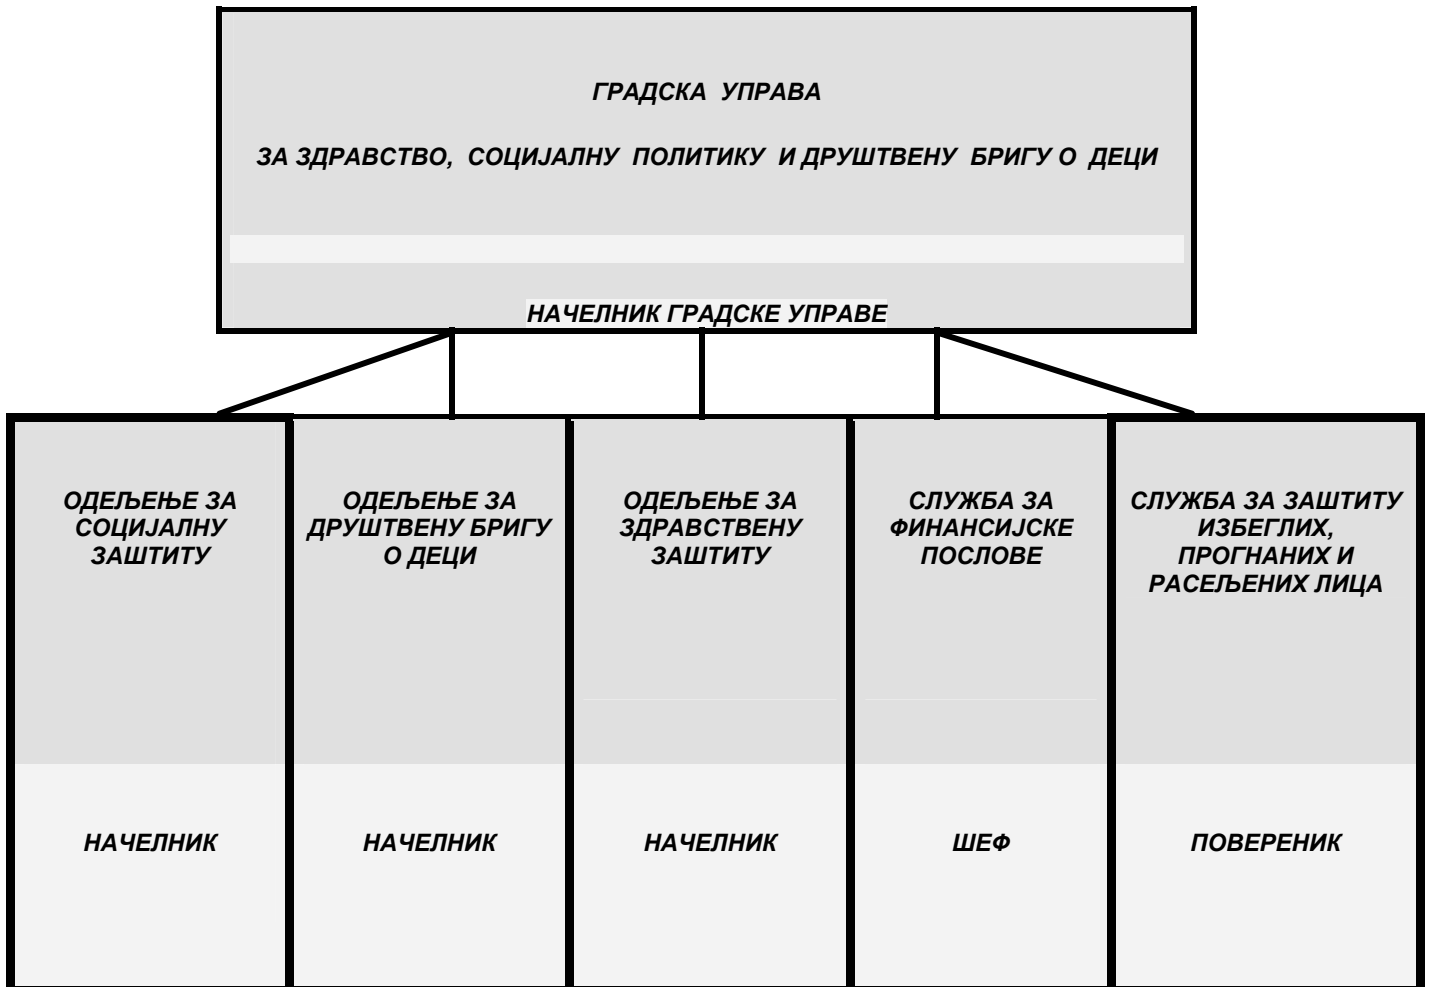 ГРАДСКА УПРАВА
ЗА ЗДРАВСТВО, СОЦИЈАЛНУ ПОЛИТИКУ И ДРУШТВЕНУ БРИГУ О ДЕЦИ
НАЧЕЛНИК ГРАДСКЕ УПРАВЕ
ОДЕЉЕЊЕ ЗА
СОЦИЈАЛНУ
ЗАШТИТУ
НАЧЕЛНИК
ОДЕЉЕЊЕ ЗА
ДРУШТВЕНУ БРИГУ
О ДЕЦИ
НАЧЕЛНИК
ОДЕЉЕЊЕ ЗА
ЗДРАВСТВЕНУ
ЗАШТИТУ
НАЧЕЛНИК
СЛУЖБА ЗА
ФИНАНСИЈСКЕ
ПОСЛОВЕ
ШЕФ
СЛУЖБА ЗА ЗАШТИТУ
ИЗБЕГЛИХ,
ПРОГНАНИХ И
РАСЕЉЕНИХ ЛИЦА
ПОВЕРЕНИК